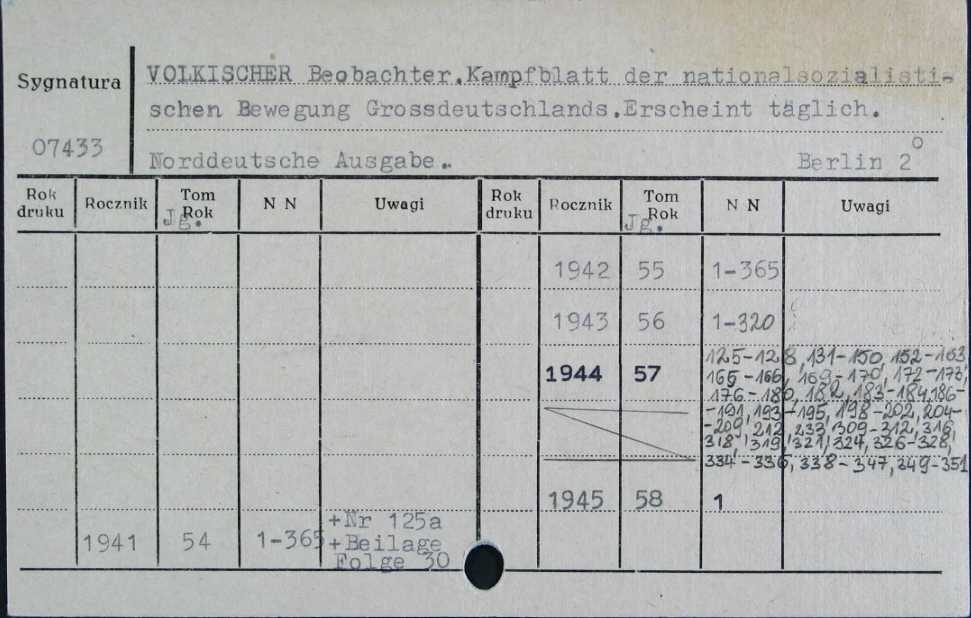 Sygnatura
07433
VOLKISCHER Beobachter.Kampfblatt der nationalsozialisti-
schen Bewegung Grossdeutschlands.Erscheint täglich.
Norddeutsche Ausgabe.. Berlin 2°
Rok druku Rocznik Tom Jg. Rok N N Uwagi Rok druku Rocznik Tom Jg. Rok N N Uwagi
1942 55 1-365
1943 56 1-320
1944 57 125-128, 131-150, 152-163
165-166, 169-170, 172-173,
176-180, 182, 183-184, 186-
-191, 193-195, 198-202, 204-
-209, 212, 233, 309-312, 316,
318, 319, 321, 324, 326-328,
334-336, 338-347, 349-351
1945 58 1
1941 54 1-365 +Nr 125a
+Beilage
Folge 30